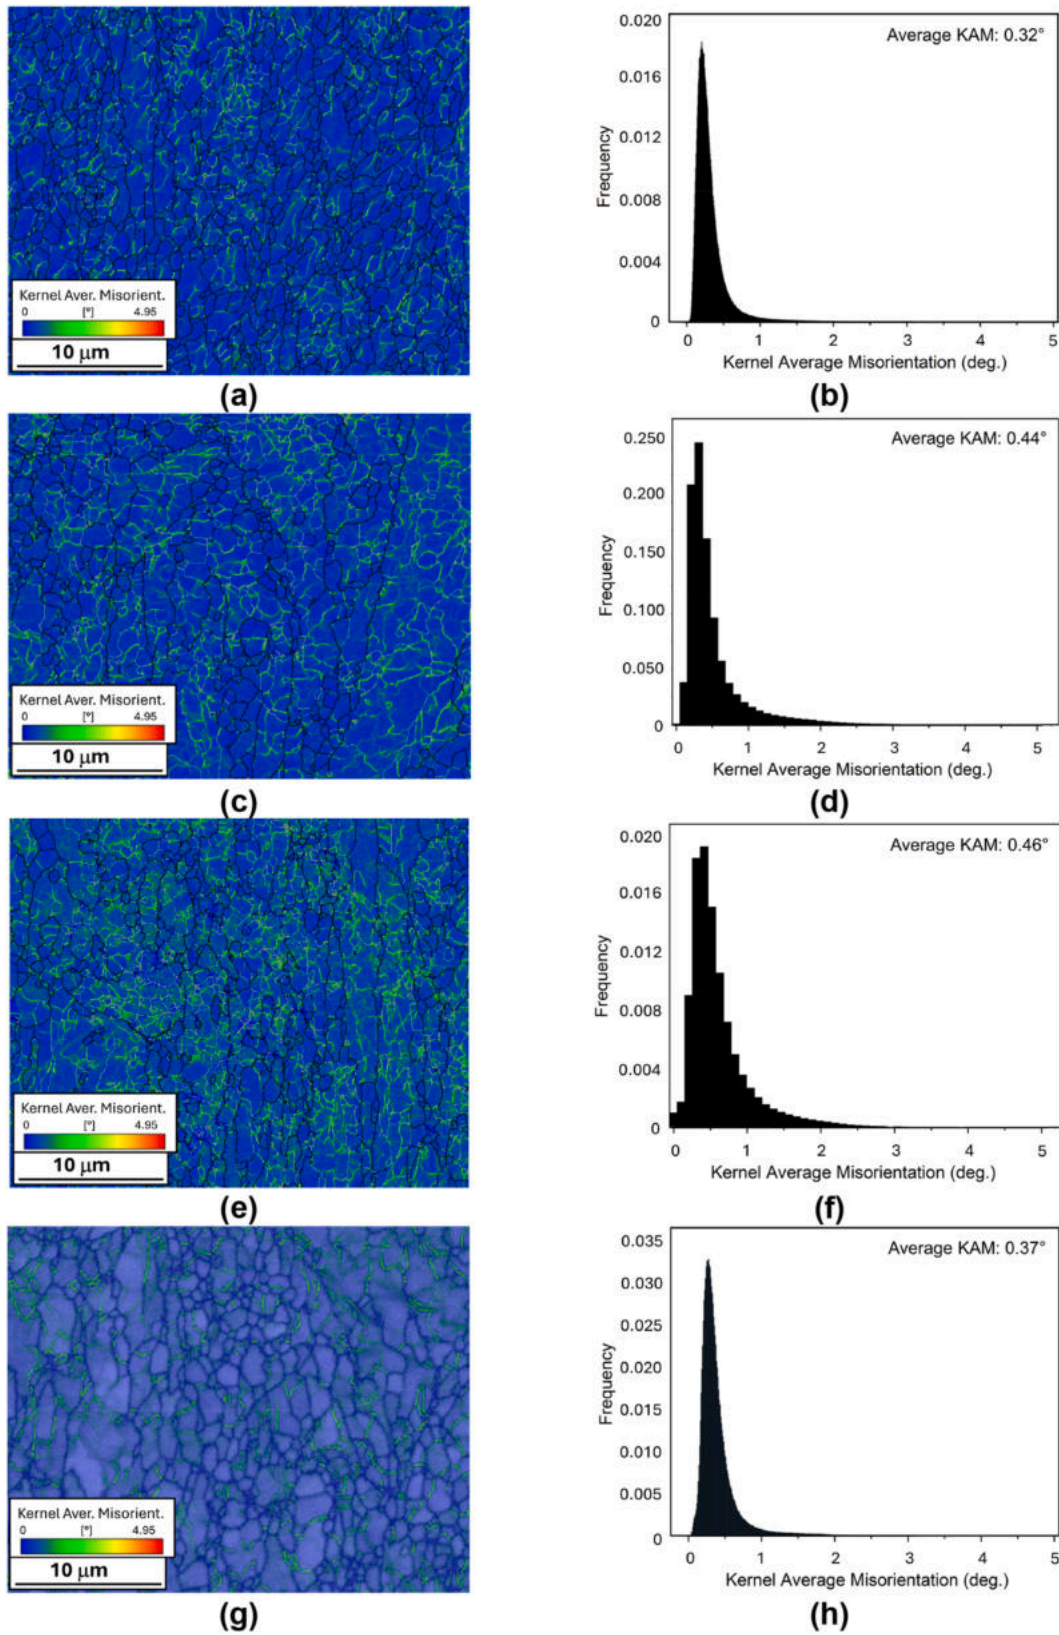 Kernel Aver. Misorient.
0 [°] 4.95
10 μm
(a)
Average KAM: 0.32°
0.020
0.016
0.012
0.008
0.004
0
Frequency
0 1 2 3 4 5
Kernel Average Misorientation (deg.)
(b)
Kernel Aver. Misorient.
0 [°] 4.95
10 μm
(c)
Average KAM: 0.44°
0.250
0.200
0.150
0.100
0.050
0
Frequency
0 1 2 3 4 5
Kernel Average Misorientation (deg.)
(d)
Kernel Aver. Misorient.
0 [°] 4.95
10 μm
(e)
Average KAM: 0.46°
0.020
0.016
0.012
0.008
0.004
0
Frequency
0 1 2 3 4 5
Kernel Average Misorientation (deg.)
(f)
Kernel Aver. Misorient.
0 [°] 4.95
10 μm
(g)
Average KAM: 0.37°
0.035
0.030
0.025
0.020
0.015
0.010
0.005
0
Frequency
0 1 2 3 4 5
Kernel Average Misorientation (deg.)
(h)